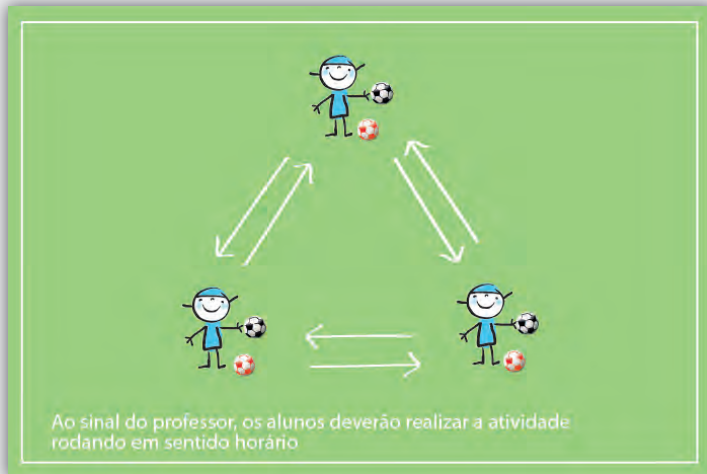 Ao sinal do professor, os alunos deverão realizar a atividade
rodando em sentido horário